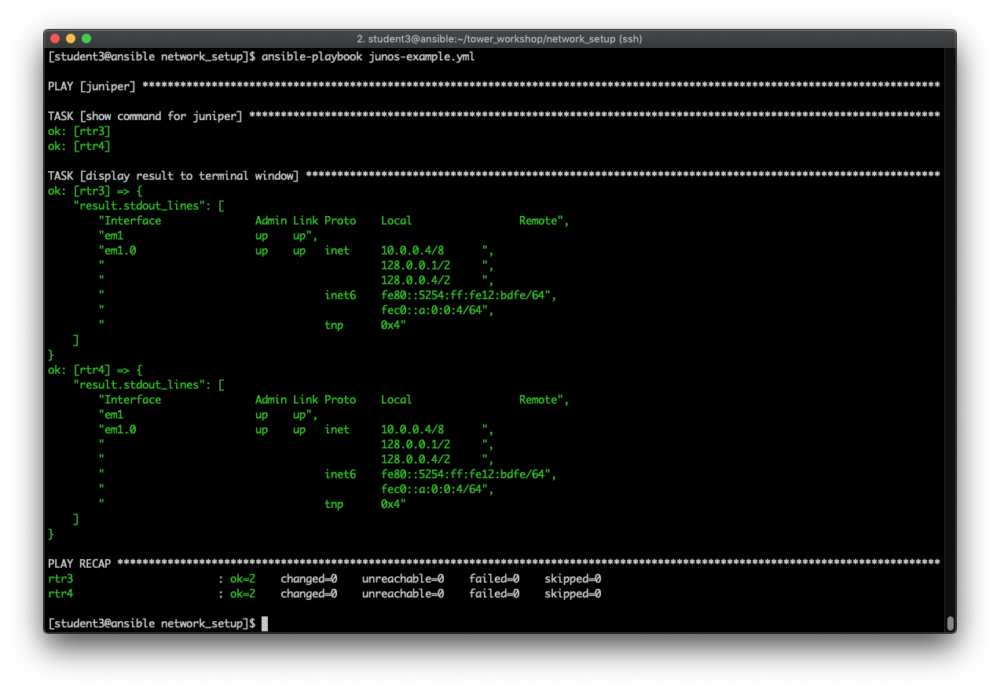 2. student3@ansible:~/tower_workshop/network_setup (ssh)
[student3@ansible network_setup]$ ansible-playbook junos-example.yml
PLAY [juniper] *******************************************************************************************************************************
TASK [show command for juniper] **************************************************************************************************************
ok: [rtr3]
ok: [rtr4]
TASK [display result to terminal window] *****************************************************************************************************
ok: [rtr3] => {
    "result.stdout_lines": [
        "Interface               Admin Link Proto    Local                 Remote",
        "em1                     up    up",
        "em1.0                   up    up   inet     10.0.0.4/8      ",
        "                                            128.0.0.1/2     ",
        "                                            128.0.0.4/2     ",
        "                                   inet6    fe80::5254:ff:fe12:bdfe/64",
        "                                            fec0::a:0:0:4/64",
        "                                   tnp      0x4"
    ]
}
ok: [rtr4] => {
    "result.stdout_lines": [
        "Interface               Admin Link Proto    Local                 Remote",
        "em1                     up    up",
        "em1.0                   up    up   inet     10.0.0.4/8      ",
        "                                            128.0.0.1/2     ",
        "                                            128.0.0.4/2     ",
        "                                   inet6    fe80::5254:ff:fe12:bdfe/64",
        "                                            fec0::a:0:0:4/64",
        "                                   tnp      0x4"
    ]
}
PLAY RECAP ***********************************************************************************************************************************
rtr3                       : ok=2    changed=0    unreachable=0    failed=0    skipped=0
rtr4                       : ok=2    changed=0    unreachable=0    failed=0    skipped=0
[student3@ansible network_setup]$